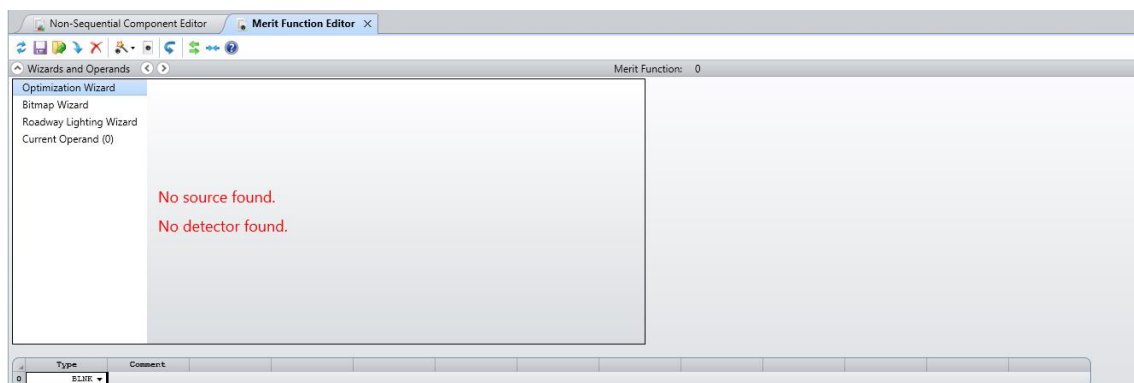 Non-Sequential Component Editor Merit Function Editor
Wizards and Operands Merit Function: 0
Optimization Wizard
Bitmap Wizard
Roadway Lighting Wizard
Current Operand (0)
No source found.
No detector found.
Type Comment
0 BLNK